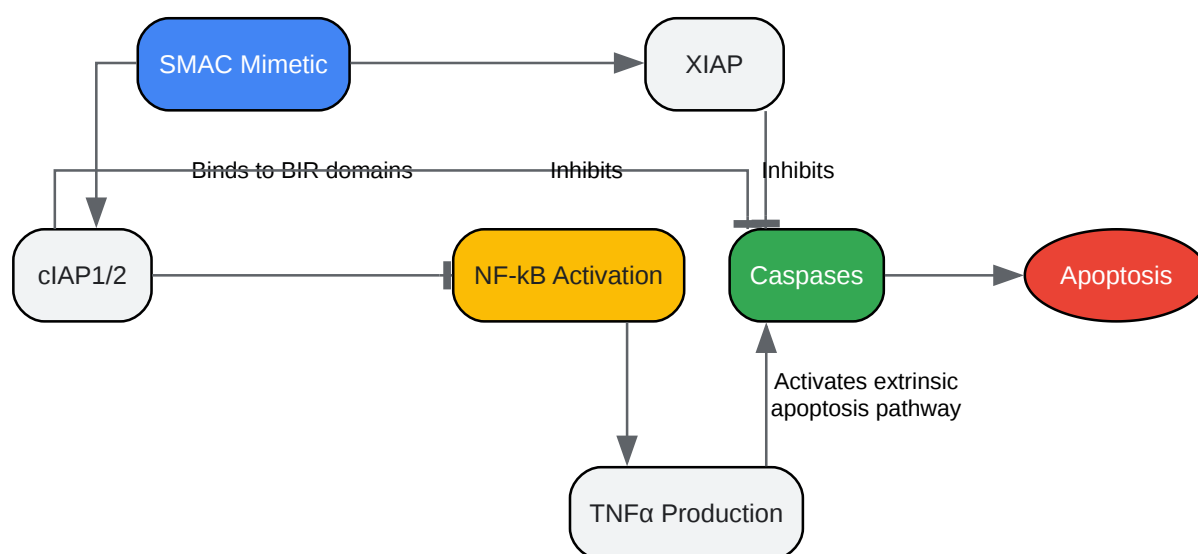 SMAC Mimetic
XIAP
Binds to BIR domains
Inhibits
Inhibits
cIAP1/2
NF-kB Activation
Caspases
Apoptosis
Activates extrinsic
apoptosis pathway
TNFα Production